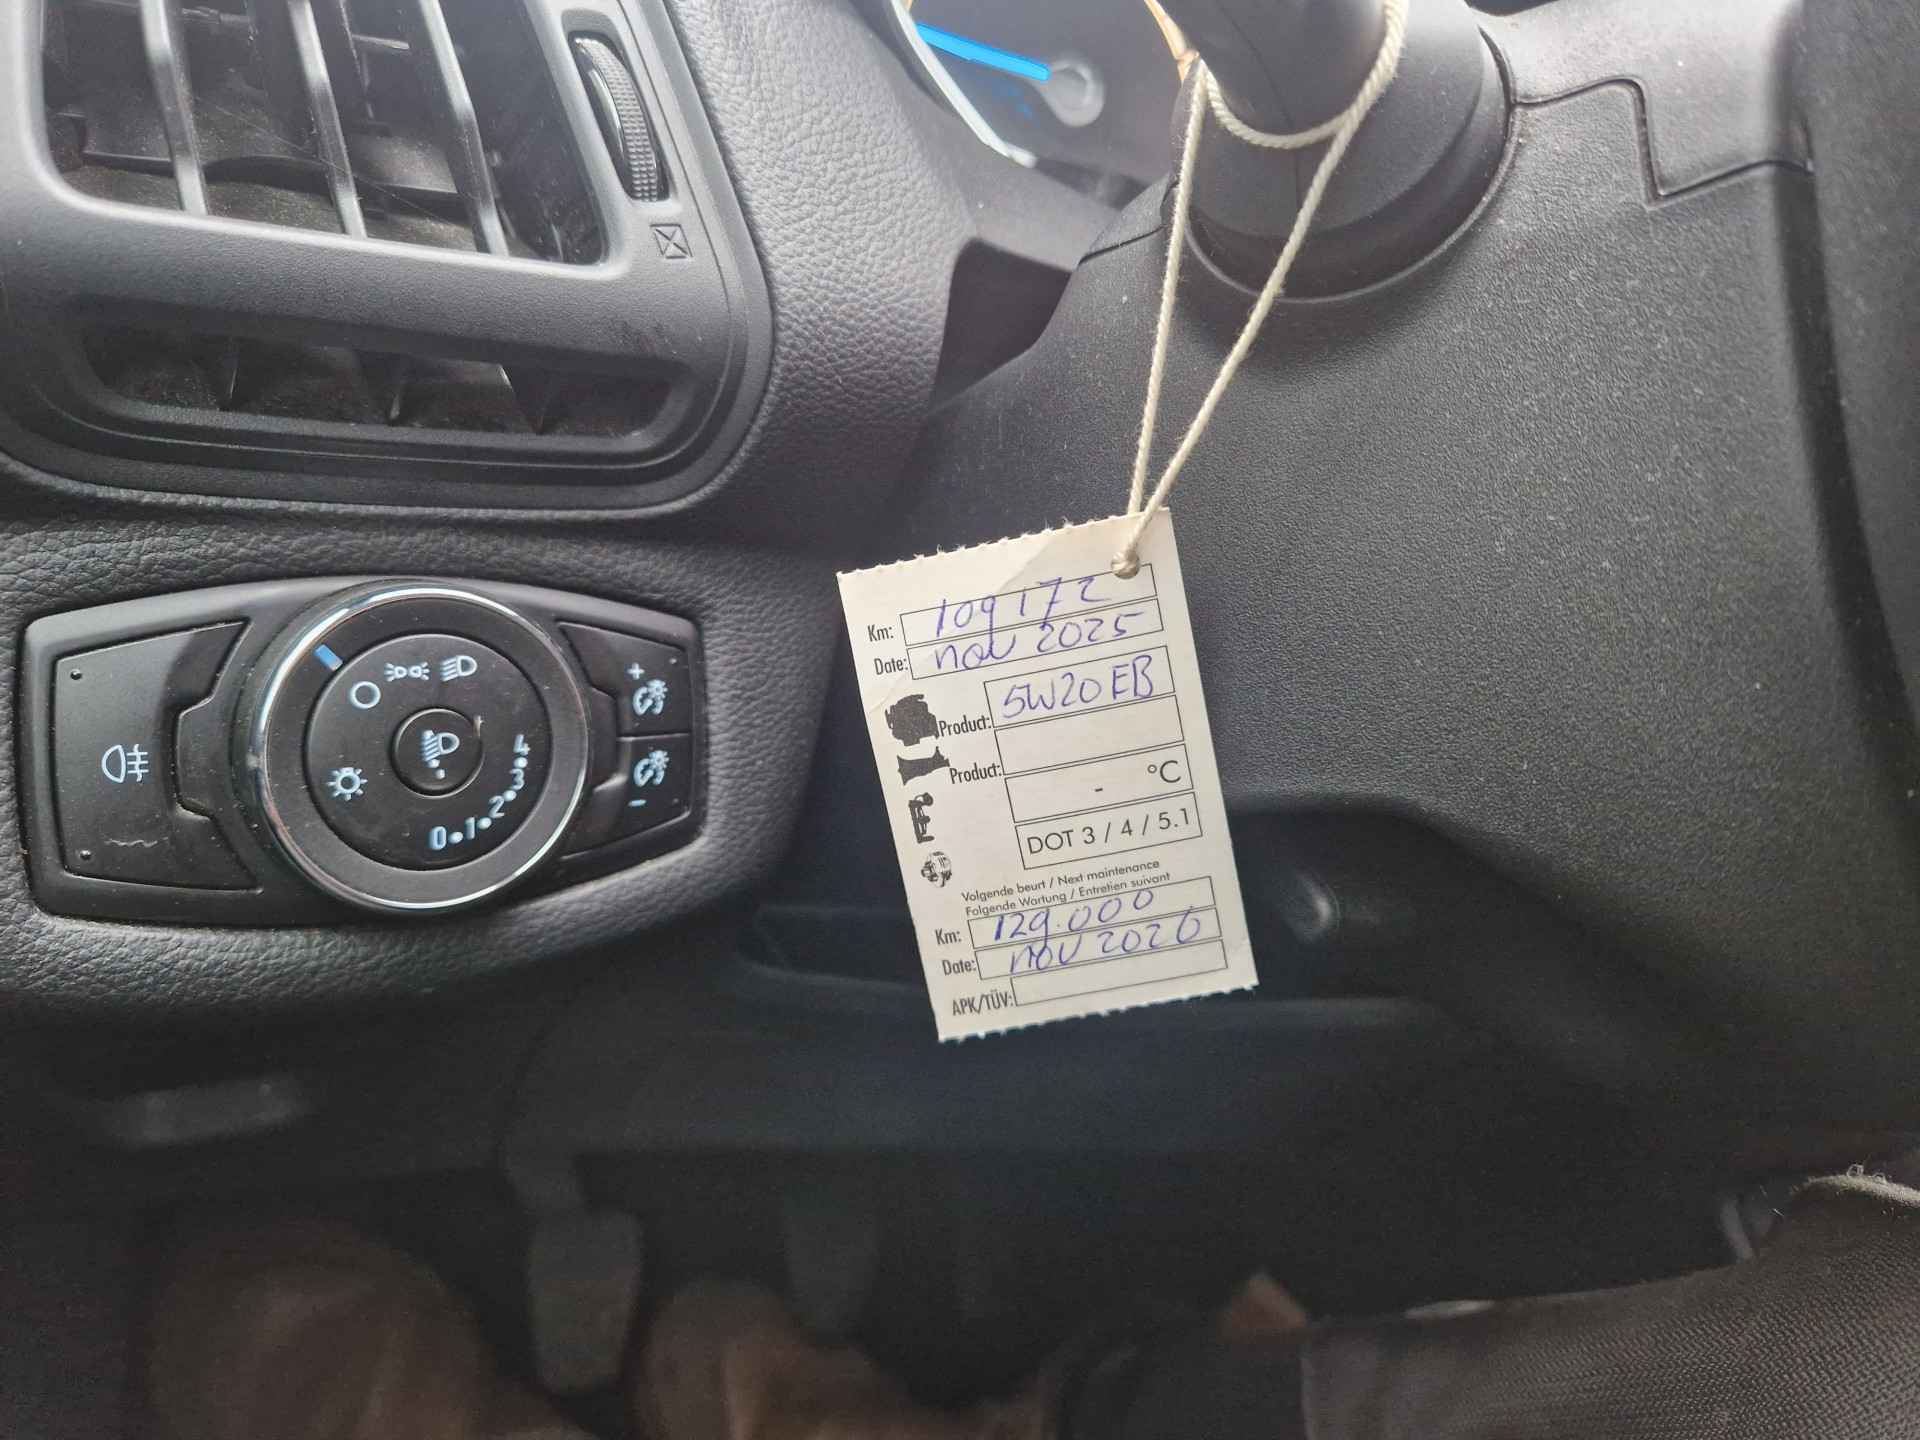 Km: 109 172
Date: nov 2025
Product: 5W20 EB
Product:
- °C
DOT 3 / 4 / 5.1
Volgende beurt / Next maintenance
Folgende Wartung / Entretien suivant
Km: 129.000
Date: nov 2026
APK/TÜV:
+
-
4
3
2
1
0